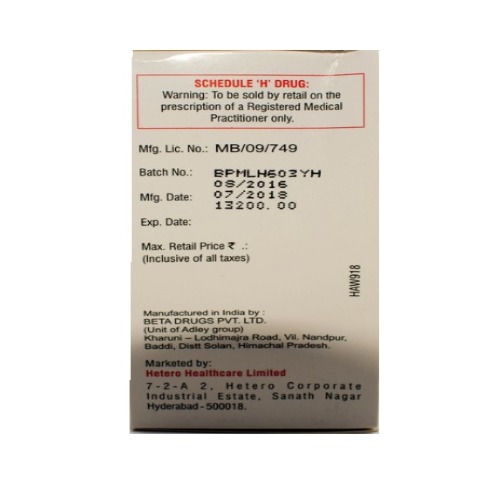 SCHEDULE 'H' DRUG:
Warning: To be sold by retail on the
prescription of a Registered Medical
Practitioner only.
Mfg. Lic. No.: MB/09/749
Batch No.: BPMLH603YH
08/2016
Mfg. Date: 07/2018
13200.00
Exp. Date:
Max. Retail Price ₹ .:
(Inclusive of all taxes)
HAW918
Manufactured in India by :
BETA DRUGS PVT. LTD.
(Unit of Adley group)
Kharuni – Lodhimajra Road, Vil. Nandpur,
Baddi, Distt Solan, Himachal Pradesh.
Marketed by:
Hetero Healthcare Limited
7-2-A 2, Hetero Corporate
Industrial Estate, Sanath Nagar
Hyderabad - 500018.